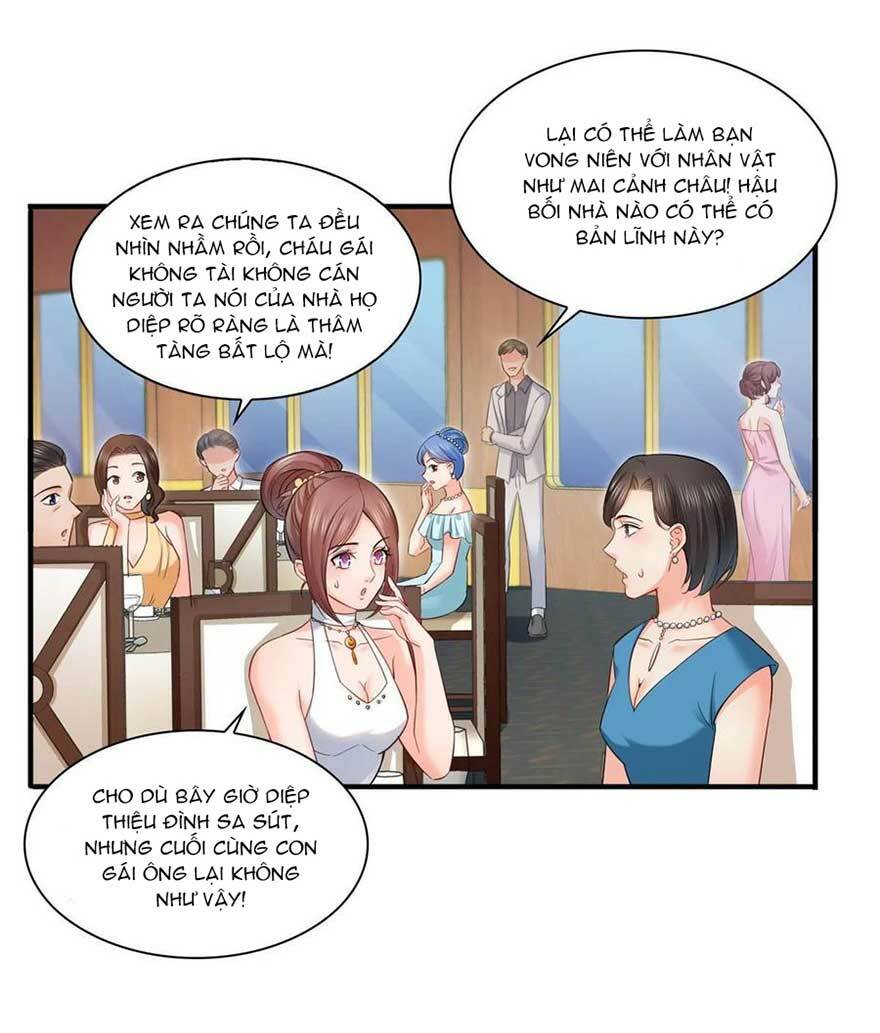 LẠI CÓ THỂ LÀM BẠN
VONG NIÊN VỚI NHÂN VẬT
NHƯ MAI CẢNH CHÂU! HẬU
BỐI NHÀ NÀO CÓ THỂ CÓ
BẢN LĨNH NÀY?
XEM RA CHÚNG TA ĐỀU
NHÌN NHẦM RỒI, CHÁU GÁI
KHÔNG TÀI KHÔNG CÁN
NGƯỜI TA NÓI CỦA NHÀ HỌ
DIỆP RÕ RÀNG LÀ THÂM
TÀNG BẤT LỘ MÀ!
CHO DÙ BÂY GIỜ DIỆP
THIỆU ĐÌNH SA SÚT,
NHƯNG CUỐI CÙNG CON
GÁI ÔNG LẠI KHÔNG
NHƯ VẬY!